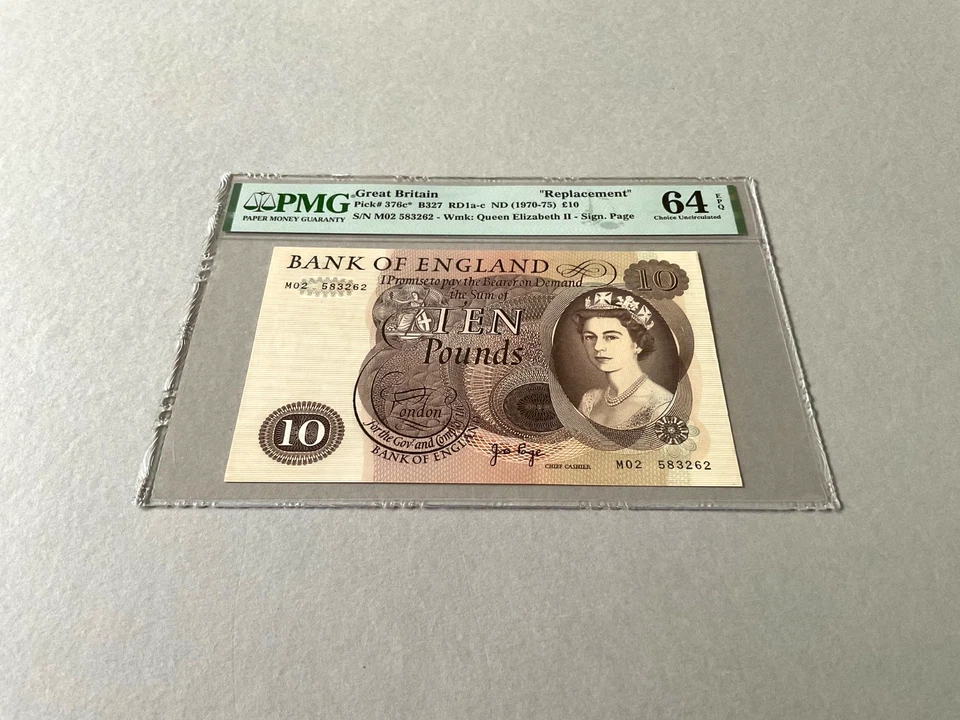 PMG Great Britain "Replacement" 64 EPQ
PAPER MONEY GUARANTY Pick# 376c* B327 RD1a-c ND (1970-75) £10 Choice Uncirculated
S/N M02 583262 - Wmk: Queen Elizabeth II - Sign. Page
BANK OF ENGLAND 10
M02 583262
I Promise to pay the Bearer on Demand
the Sum of
TEN
Pounds
London
for the Govr and Compa of the
BANK OF ENGLAND
10
CHIEF CASHIER
M02 583262